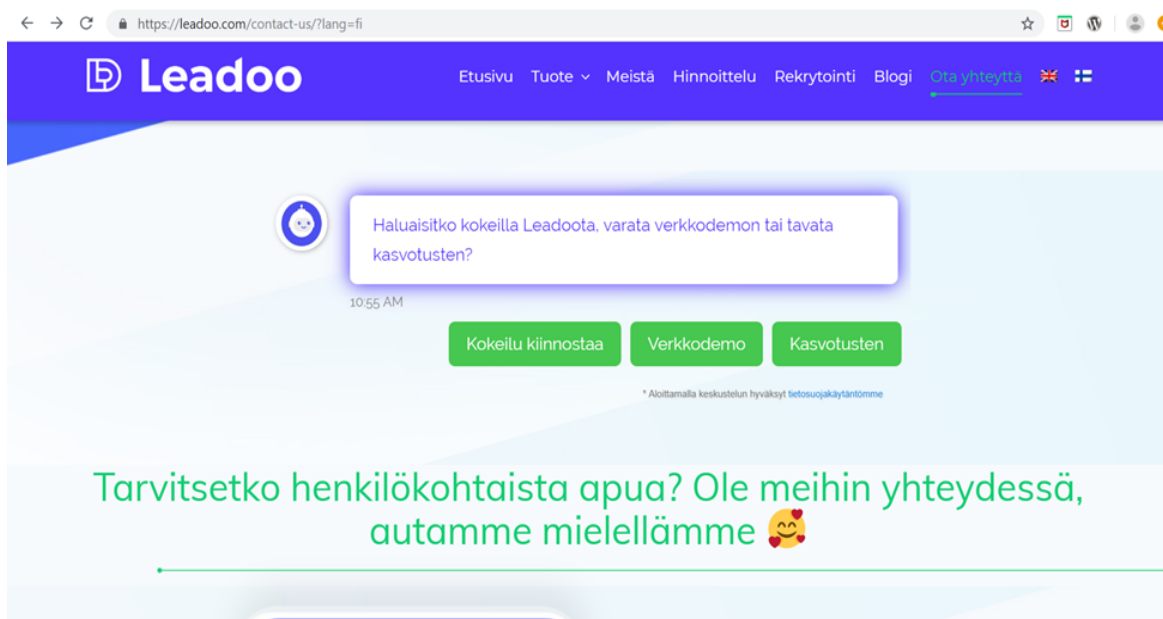 https://leadoo.com/contact-us/?lang=fi
Leadoo
Etusivu Tuote Meistä Hinnoittelu Rekrytointi Blogi Ota yhteyttä
Haluaisitko kokeilla Leadoota, varata verkkodemon tai tavata
kasvotusten?
10:55 AM
Kokeilu kiinnostaa Verkkodemo Kasvotusten
* Aloittamalla keskustelun hyväksyt tietosuojakäytäntömme
Tarvitsetko henkilökohtaista apua? Ole meihin yhteydessä,
autamme mielellämme 🥰